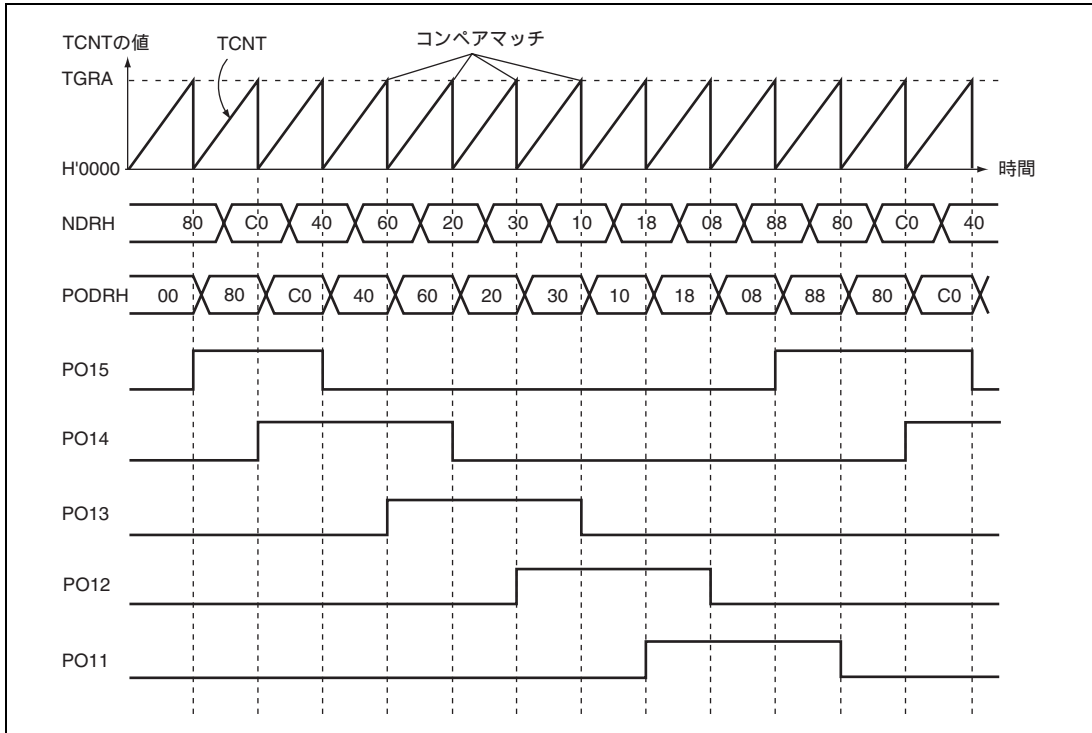 TCNTの値 TCNT コンペアマッチ
TGRA
H'0000 時間
NDRH 80 C0 40 60 20 30 10 18 08 88 80 C0 40
PODRH 00 80 C0 40 60 20 30 10 18 08 88 80 C0
PO15
PO14
PO13
PO12
PO11